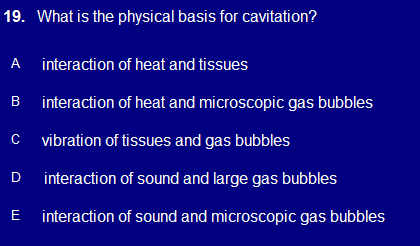 19. What is the physical basis for cavitation?
A interaction of heat and tissues
B interaction of heat and microscopic gas bubbles
C vibration of tissues and gas bubbles
D interaction of sound and large gas bubbles
E interaction of sound and microscopic gas bubbles